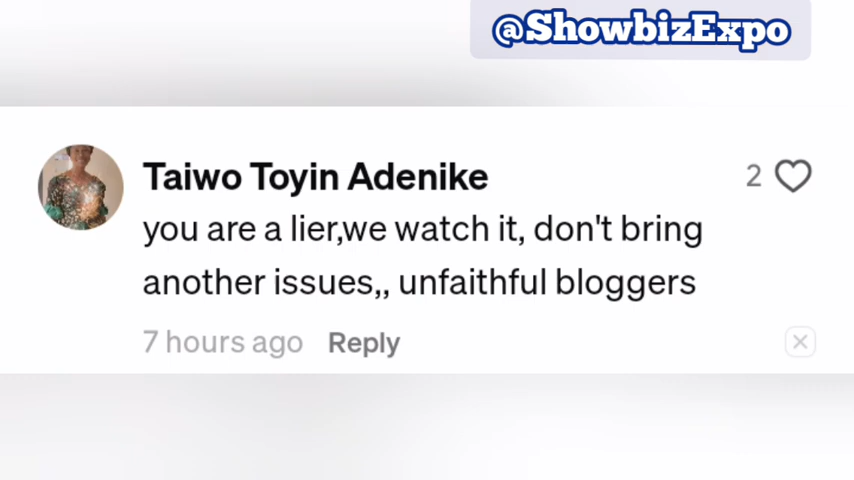 @ShowbizExpo
Taiwo Toyin Adenike
2
you are a lier,we watch it, don't bring
another issues,, unfaithful bloggers
7 hours ago Reply